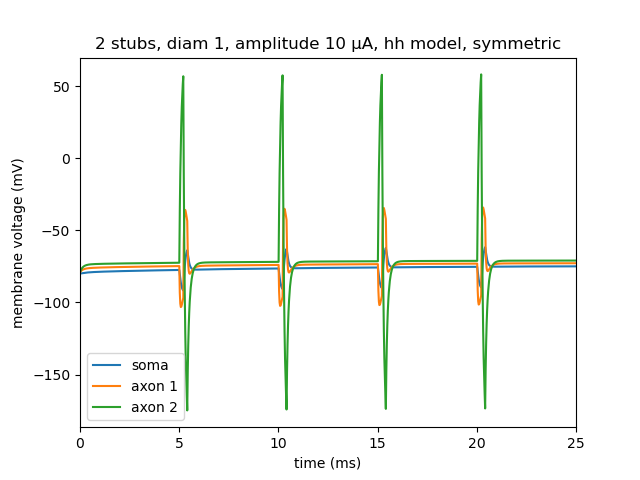 2 stubs, diam 1, amplitude 10 μA, hh model, symmetric
membrane voltage (mV)
50
0
−50
−100
−150
soma
axon 1
axon 2
0
5
10
15
20
25
time (ms)